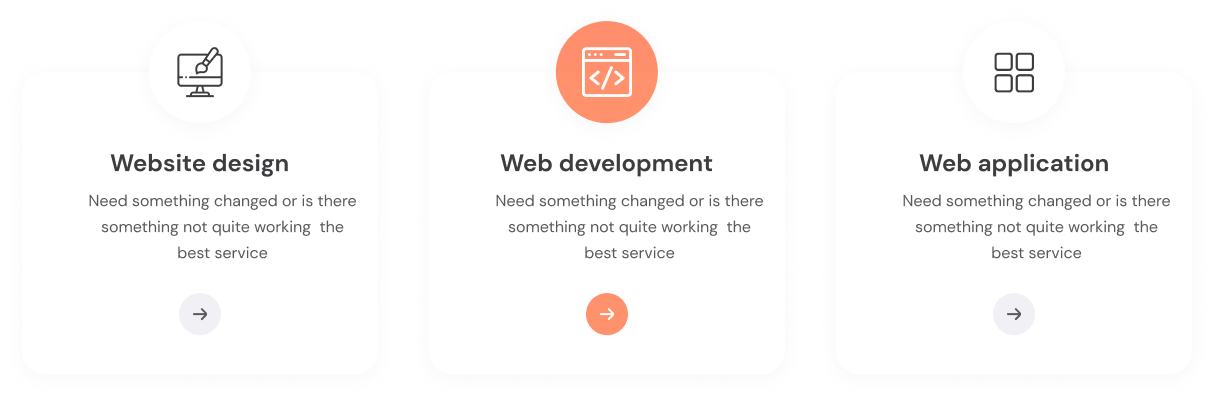 Website design
Need something changed or is there
something not quite working  the
best service
Web development
Need something changed or is there
something not quite working  the
best service
Web application
Need something changed or is there
something not quite working  the
best service